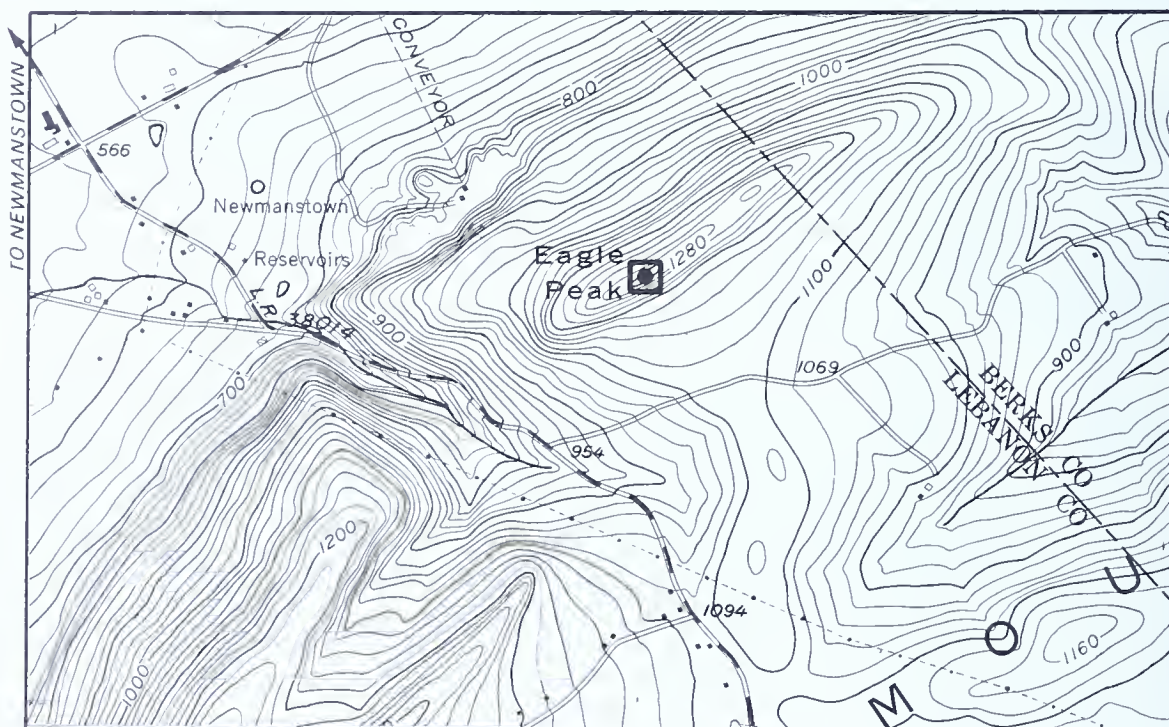 TO NEWMANSTOWN
CONVEYOR
800
1000
566
Newmanstown
Reservoirs
Eagle
Peak
1280
1100
L.R. 38014
900
700
1069
900
BERKS CO
LEBANON CO
954
1200
1094
1000
1160
M O U